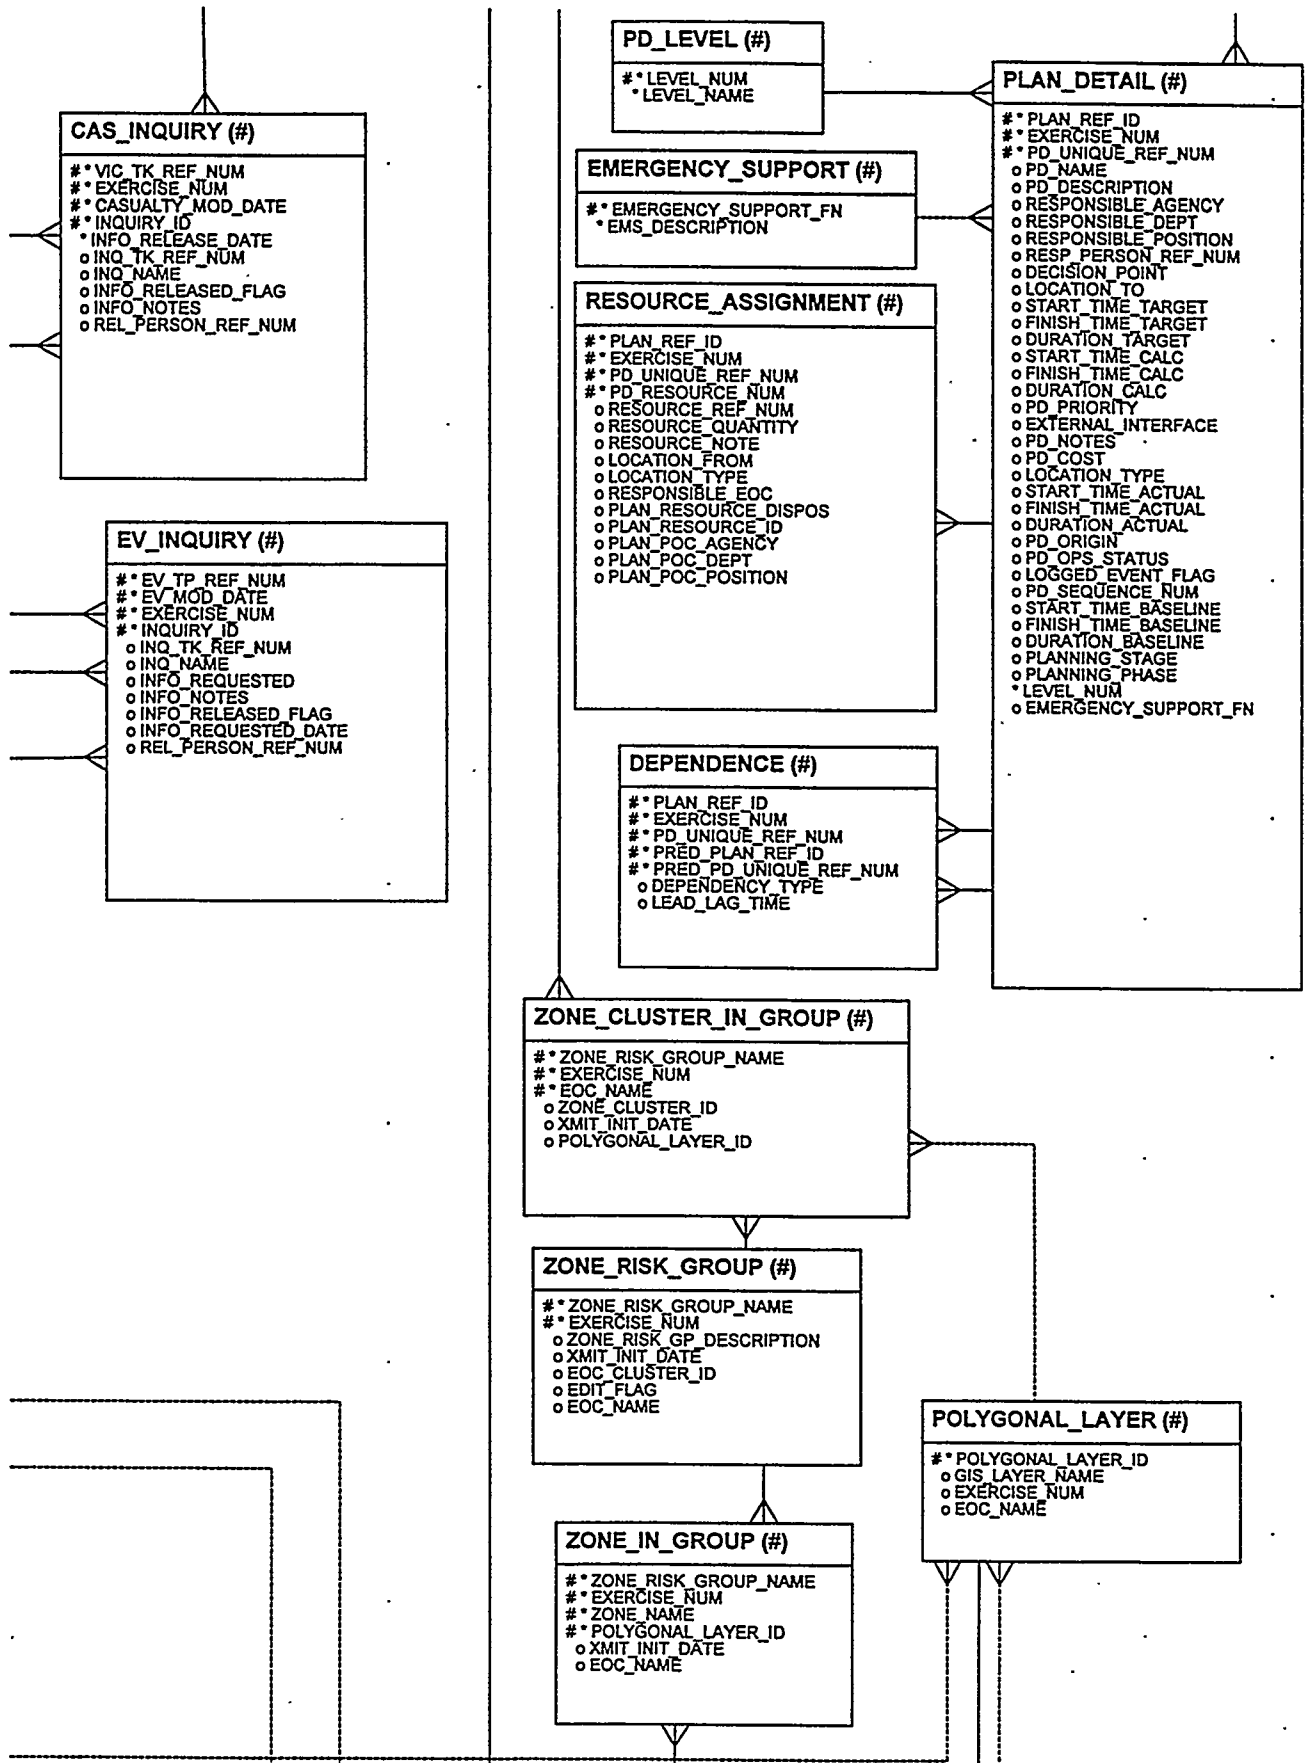 CAS_INQUIRY (#)
#*VIC_TK_REF_NUM
#*EXERCISE_NUM
#*CASUALTY_MOD_DATE
#*INQUIRY_ID
*INFO_RELEASE_DATE
o INQ_TK_REF_NUM
o INQ_NAME
o INFO_RELEASED_FLAG
o INFO_NOTES
o REL_PERSON_REF_NUM
EV_INQUIRY (#)
#*EV_TP_REF_NUM
#*EV_MOD_DATE
#*EXERCISE_NUM
#*INQUIRY_ID
o INQ_TK_REF_NUM
o INQ_NAME
o INFO_REQUESTED
o INFO_NOTES
o INFO_RELEASED_FLAG
o INFO_REQUESTED_DATE
o REL_PERSON_REF_NUM
PD_LEVEL (#)
#*LEVEL_NUM
*LEVEL_NAME
EMERGENCY_SUPPORT (#)
#*EMERGENCY_SUPPORT_FN
*EMS_DESCRIPTION
RESOURCE_ASSIGNMENT (#)
#*PLAN_REF_ID
#*EXERCISE_NUM
#*PD_UNIQUE_REF_NUM
#*PD_RESOURCE_NUM
o RESOURCE_REF_NUM
o RESOURCE_QUANTITY
o RESOURCE_NOTE
o LOCATION_FROM
o LOCATION_TYPE
o RESPONSIBLE_EOC
o PLAN_RESOURCE_DISPOS
o PLAN_RESOURCE_ID
o PLAN_POC_AGENCY
o PLAN_POC_DEPT
o PLAN_POC_POSITION
DEPENDENCE (#)
#*PLAN_REF_ID
#*EXERCISE_NUM
#*PD_UNIQUE_REF_NUM
#*PRED_PLAN_REF_ID
#*PRED_PD_UNIQUE_REF_NUM
o DEPENDENCY_TYPE
o LEAD_LAG_TIME
PLAN_DETAIL (#)
#*PLAN_REF_ID
#*EXERCISE_NUM
#*PD_UNIQUE_REF_NUM
o PD_NAME
o PD_DESCRIPTION
o RESPONSIBLE_AGENCY
o RESPONSIBLE_DEPT
o RESPONSIBLE_POSITION
o RESP_PERSON_REF_NUM
o DECISION_POINT
o LOCATION_TO
o START_TIME_TARGET
o FINISH_TIME_TARGET
o DURATION_TARGET
o START_TIME_CALC
o FINISH_TIME_CALC
o DURATION_CALC
o PD_PRIORITY
o EXTERNAL_INTERFACE
o PD_NOTES
o PD_COST
o LOCATION_TYPE
o START_TIME_ACTUAL
o FINISH_TIME_ACTUAL
o DURATION_ACTUAL
o PD_ORIGIN
o PD_OPS_STATUS
o LOGGED_EVENT_FLAG
o PD_SEQUENCE_NUM
o START_TIME_BASELINE
o FINISH_TIME_BASELINE
o DURATION_BASELINE
o PLANNING_STAGE
o PLANNING_PHASE
*LEVEL_NUM
o EMERGENCY_SUPPORT_FN
ZONE_CLUSTER_IN_GROUP (#)
#*ZONE_RISK_GROUP_NAME
#*EXERCISE_NUM
#*EOC_NAME
o ZONE_CLUSTER_ID
o XMIT_INIT_DATE
o POLYGONAL_LAYER_ID
ZONE_RISK_GROUP (#)
#*ZONE_RISK_GROUP_NAME
#*EXERCISE_NUM
o ZONE_RISK_GP_DESCRIPTION
o XMIT_INIT_DATE
o EOC_CLUSTER_ID
o EDIT_FLAG
o EOC_NAME
POLYGONAL_LAYER (#)
#*POLYGONAL_LAYER_ID
o GIS_LAYER_NAME
o EXERCISE_NUM
o EOC_NAME
ZONE_IN_GROUP (#)
#*ZONE_RISK_GROUP_NAME
#*EXERCISE_NUM
#*ZONE_NAME
#*POLYGONAL_LAYER_ID
o XMIT_INIT_DATE
o EOC_NAME